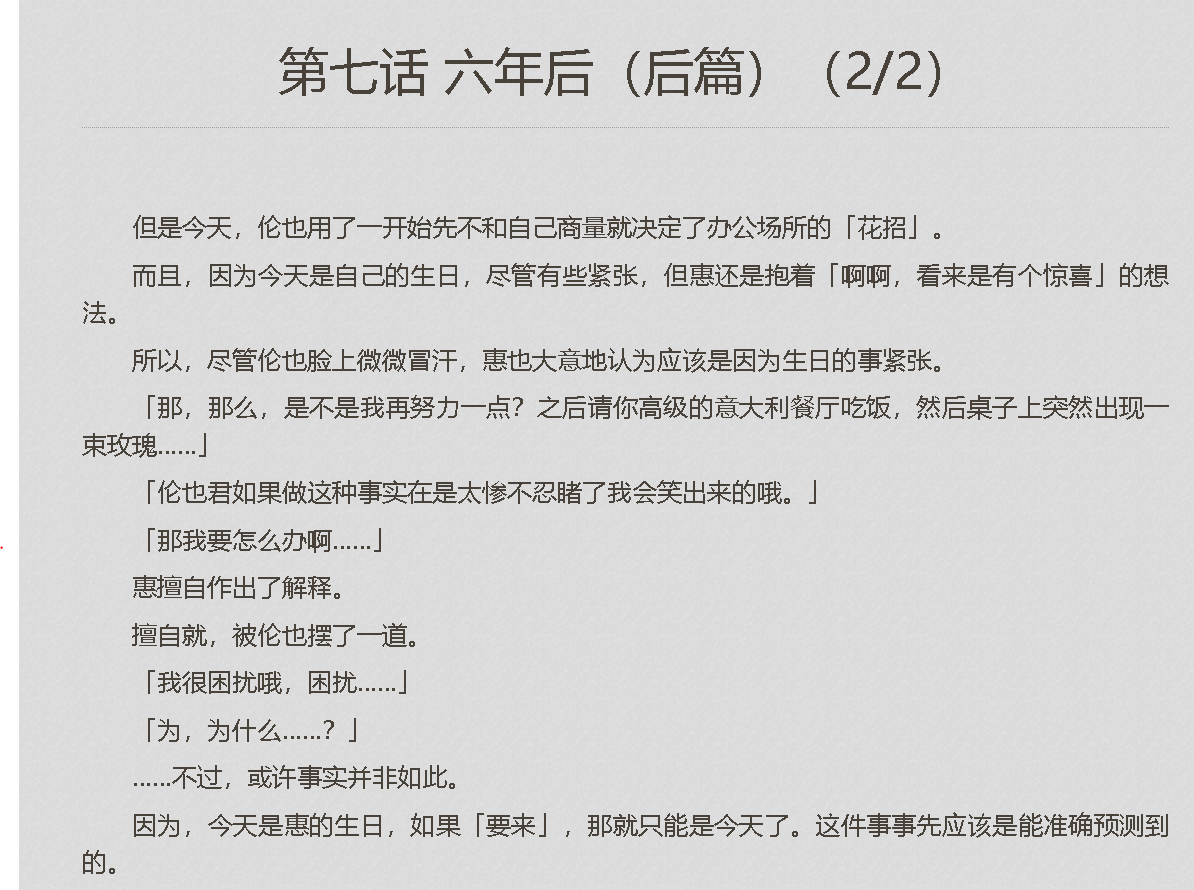 第七话 六年后（后篇）（2/2）
但是今天，伦也用了一开始先不和自己商量就决定了办公场所的「花招」。
而且，因为今天是自己的生日，尽管有些紧张，但惠还是抱着「啊啊，看来是有个惊喜」的想
法。
所以，尽管伦也脸上微微冒汗，惠也大意地认为应该是因为生日的事紧张。
「那，那么，是不是我再努力一点？之后请你高级的意大利餐厅吃饭，然后桌子上突然出现一
束玫瑰......」
「伦也君如果做这种事实在是太惨不忍睹了我会笑出来的哦。」
「那我要怎么办啊......」
惠擅自作出了解释。
擅自就，被伦也摆了一道。
「我很困扰哦，困扰......」
「为，为什么......？」
......不过，或许事实并非如此。
因为，今天是惠的生日，如果「要来」，那就只能是今天了。这件事事先应该是能准确预测到
的。